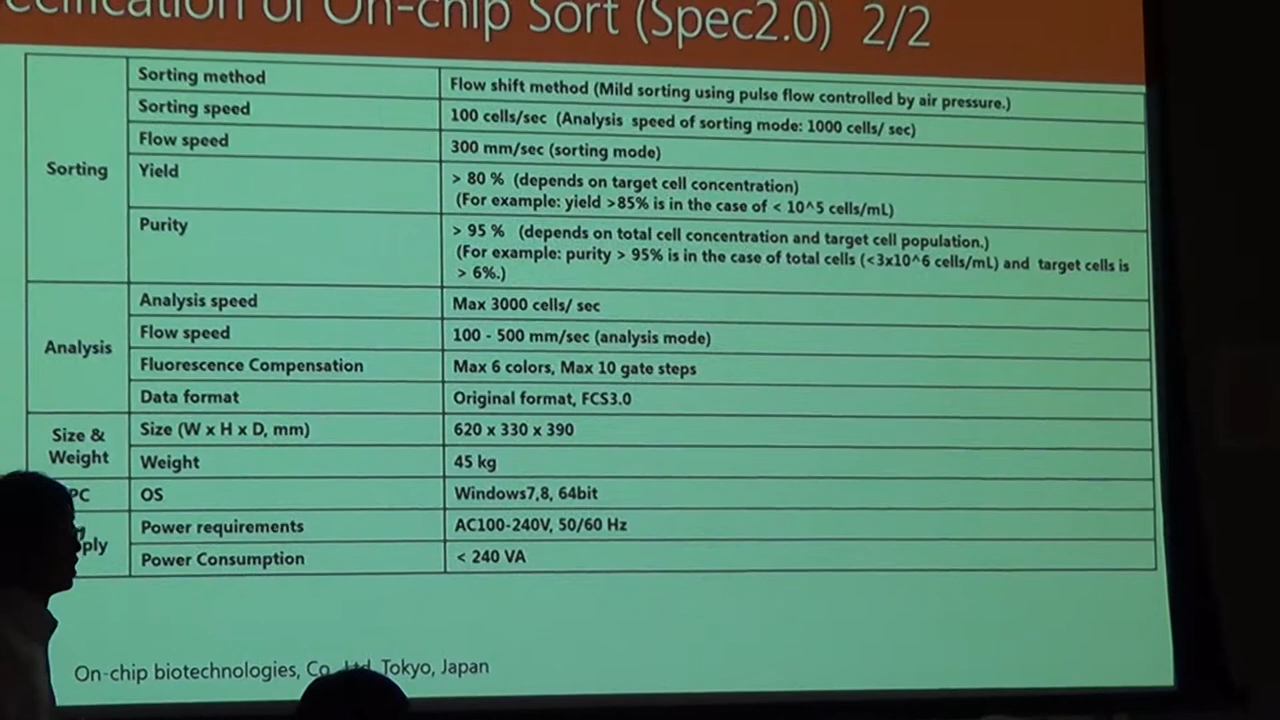 of On-chip Sort (Spec2.0) 2/2
Sorting
Sorting method
Flow shift method (Mild sorting using pulse flow controlled by air pressure.)
Sorting speed
100 cells/sec (Analysis speed of sorting mode: 1000 cells/ sec)
Flow speed
300 mm/sec (sorting mode)
Yield
> 80 % (depends on target cell concentration)
(For example: yield >85% is in the case of < 10^5 cells/mL)
Purity
> 95 % (depends on total cell concentration and target cell population.)
(For example: purity > 95% is in the case of total cells (<3x10^6 cells/mL) and target cells is
> 6%.)
Analysis
Analysis speed
Max 3000 cells/ sec
Flow speed
100 - 500 mm/sec (analysis mode)
Fluorescence Compensation
Max 6 colors, Max 10 gate steps
Data format
Original format, FCS3.0
Size &
Weight
Size (W x H x D, mm)
620 x 330 x 390
Weight
45 kg
PC
OS
Windows7,8, 64bit
Power requirements
AC100-240V, 50/60 Hz
Power Consumption
< 240 VA
On-chip biotechnologies, Co. Ltd. Tokyo, Japan